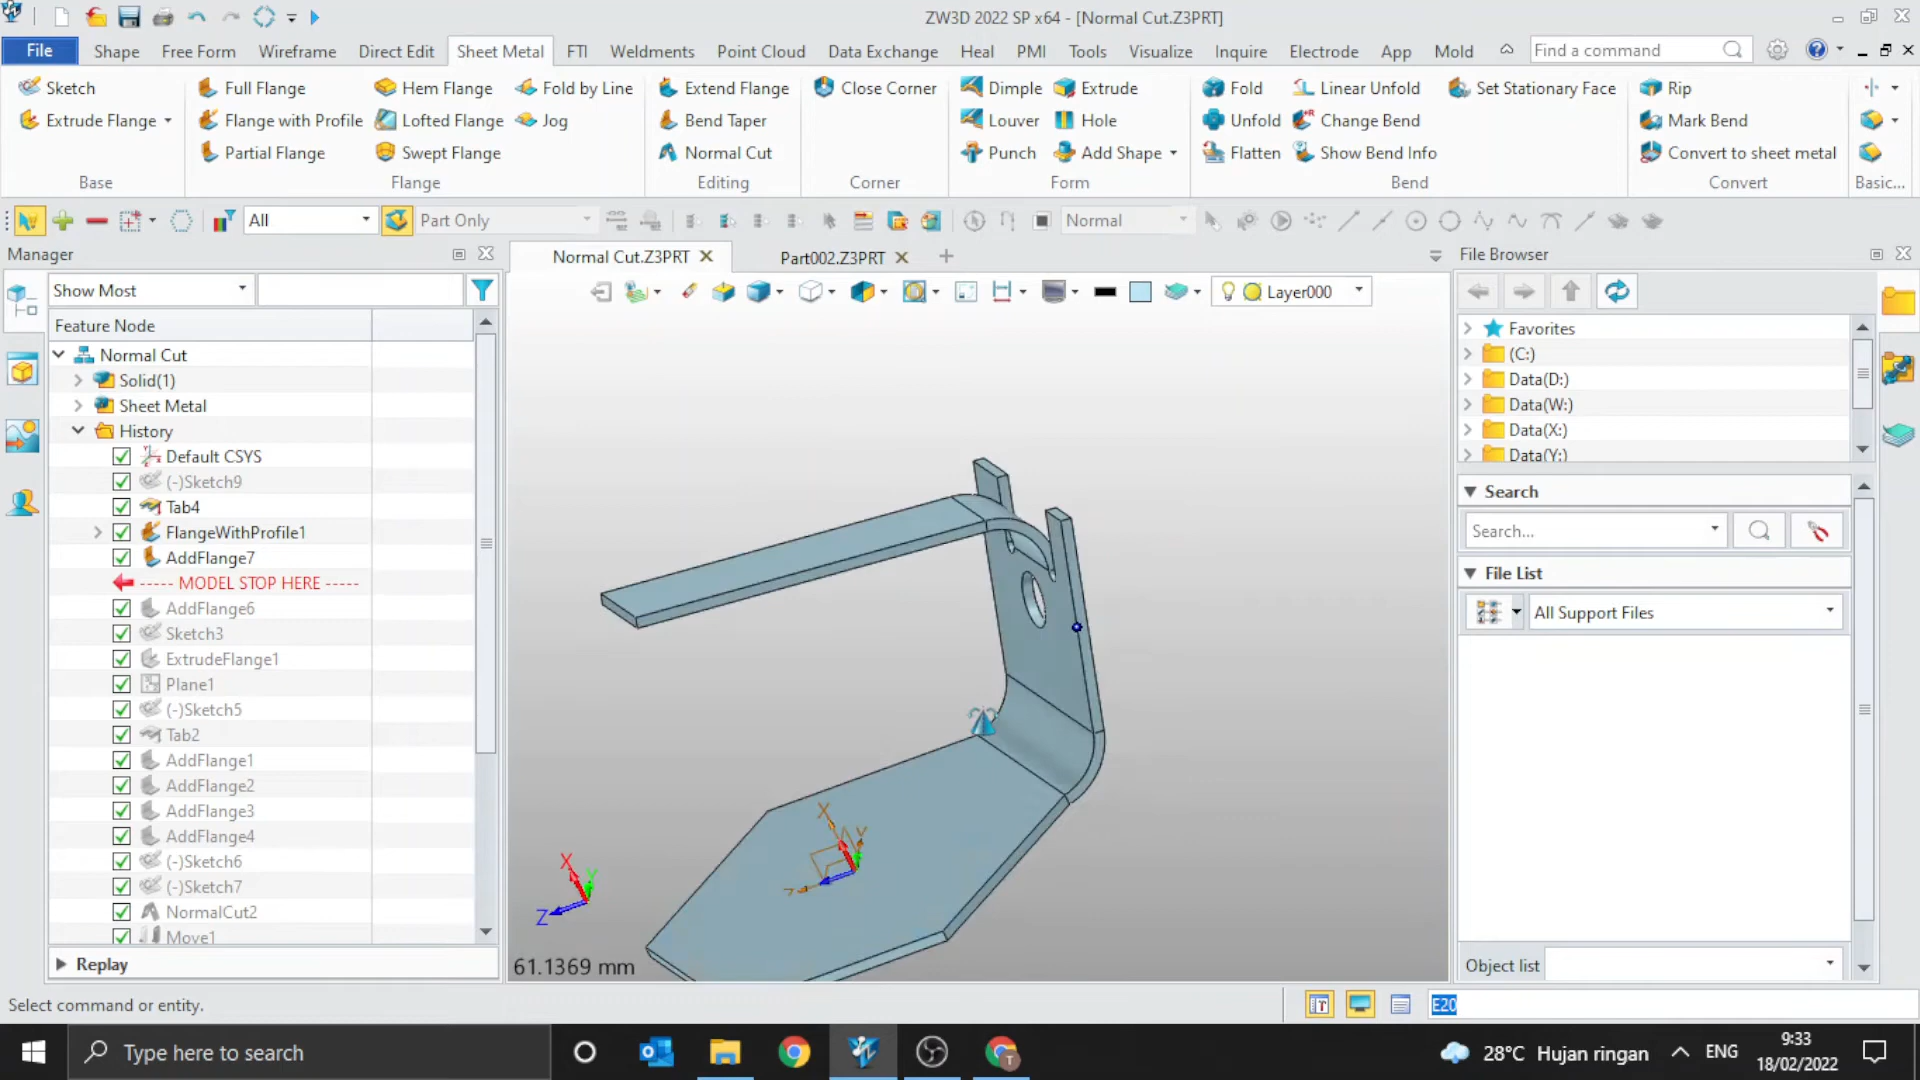 ZW3D 2022 SP x64 - [Normal Cut.Z3PRT]
File
Shape
Free Form
Wireframe
Direct Edit
Sheet Metal
FTI
Weldments
Point Cloud
Data Exchange
Heal
PMI
Tools
Visualize
Inquire
Electrode
App
Mold
Find a command
Sketch
Full Flange
Hem Flange
Fold by Line
Extend Flange
Close Corner
Dimple
Extrude
Fold
Linear Unfold
Set Stationary Face
Rip
Extrude Flange
Flange with Profile
Lofted Flange
Jog
Bend Taper
Louver
Hole
Unfold
Change Bend
Mark Bend
Partial Flange
Swept Flange
Normal Cut
Punch
Add Shape
Flatten
Show Bend Info
Convert to sheet metal
Base
Flange
Editing
Corner
Form
Bend
Convert
Basic...
All
Part Only
Normal
Manager
Normal Cut.Z3PRT
Part002.Z3PRT
File Browser
Show Most
Layer000
Feature Node
Normal Cut
Solid(1)
Sheet Metal
History
Default CSYS
(-)Sketch9
Tab4
FlangeWithProfile1
AddFlange7
----- MODEL STOP HERE -----
AddFlange6
Sketch3
ExtrudeFlange1
Plane1
(-)Sketch5
Tab2
AddFlange1
AddFlange2
AddFlange3
AddFlange4
(-)Sketch6
(-)Sketch7
NormalCut2
Move1
Replay
X
Y
Z
X
Y
Z
61.1369 mm
Favorites
(C:)
Data(D:)
Data(W:)
Data(X:)
Data(Y:)
Search
Search...
File List
All Support Files
Object list
Select command or entity.
E20
Type here to search
T
28°C Hujan ringan
ENG
9:33
18/02/2022